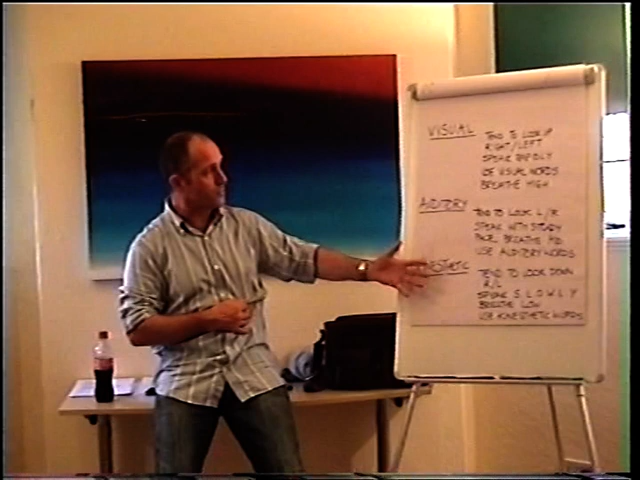 VISUAL
TEND TO LOOK UP
RIGHT/LEFT
SPEAK RAPIDLY
USE VISUAL WORDS
BREATHE HIGH
AUDITORY
TEND TO LOOK L/R
SPEAK WITH STEADY
PACE, BREATHE MID
USE AUDITORY WORDS
TEND TO LOOK DOWN
R/L
SPEAK S L O W L Y
BREATHE LOW
USE KINESTHETIC WORDS